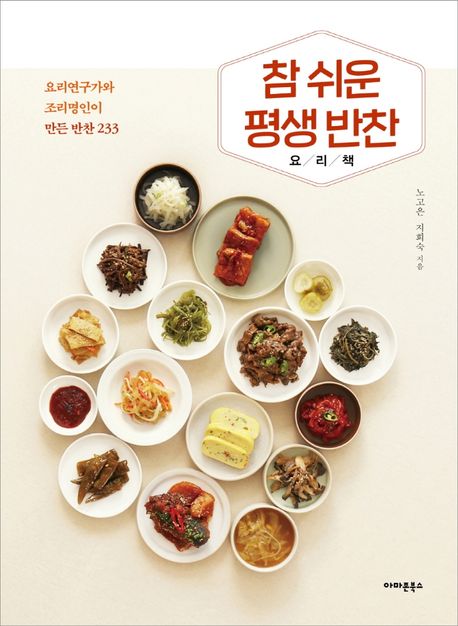 요리연구가와
조리명인이
만든 반찬 233
참 쉬운
평생 반찬
요/리/책
노고은 지희숙 지음
아마존북스